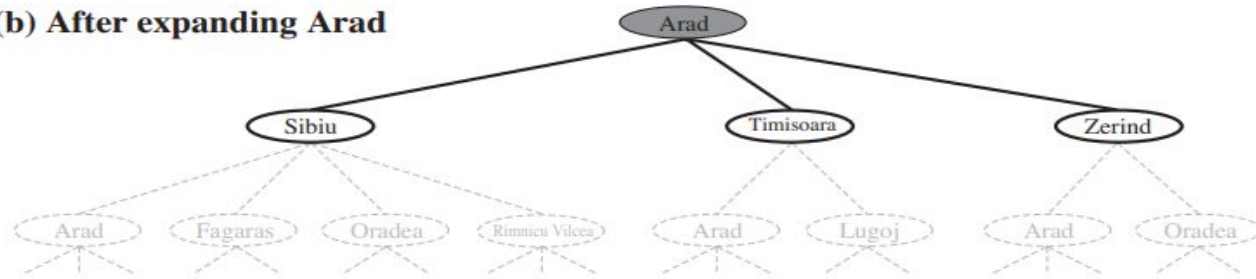 (b) After expanding Arad
Arad
Sibiu Timisoara Zerind
Arad Fagaras Oradea Rimnicu Vilcea Arad Lugoj Arad Oradea